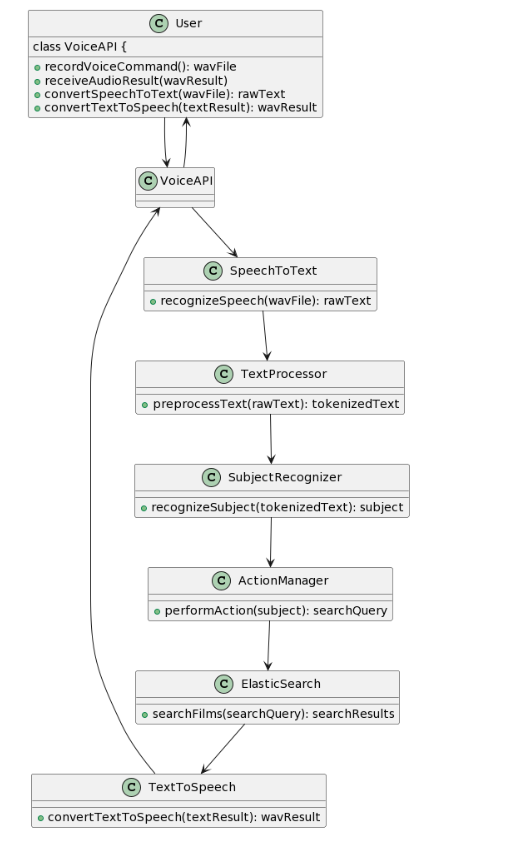 C User
class VoiceAPI {
recordVoiceCommand(): wavFile
receiveAudioResult(wavResult)
convertSpeechToText(wavFile): rawText
convertTextToSpeech(textResult): wavResult
C VoiceAPI
C SpeechToText
recognizeSpeech(wavFile): rawText
C TextProcessor
preprocessText(rawText): tokenizedText
C SubjectRecognizer
recognizeSubject(tokenizedText): subject
C ActionManager
performAction(subject): searchQuery
C ElasticSearch
searchFilms(searchQuery): searchResults
C TextToSpeech
convertTextToSpeech(textResult): wavResult